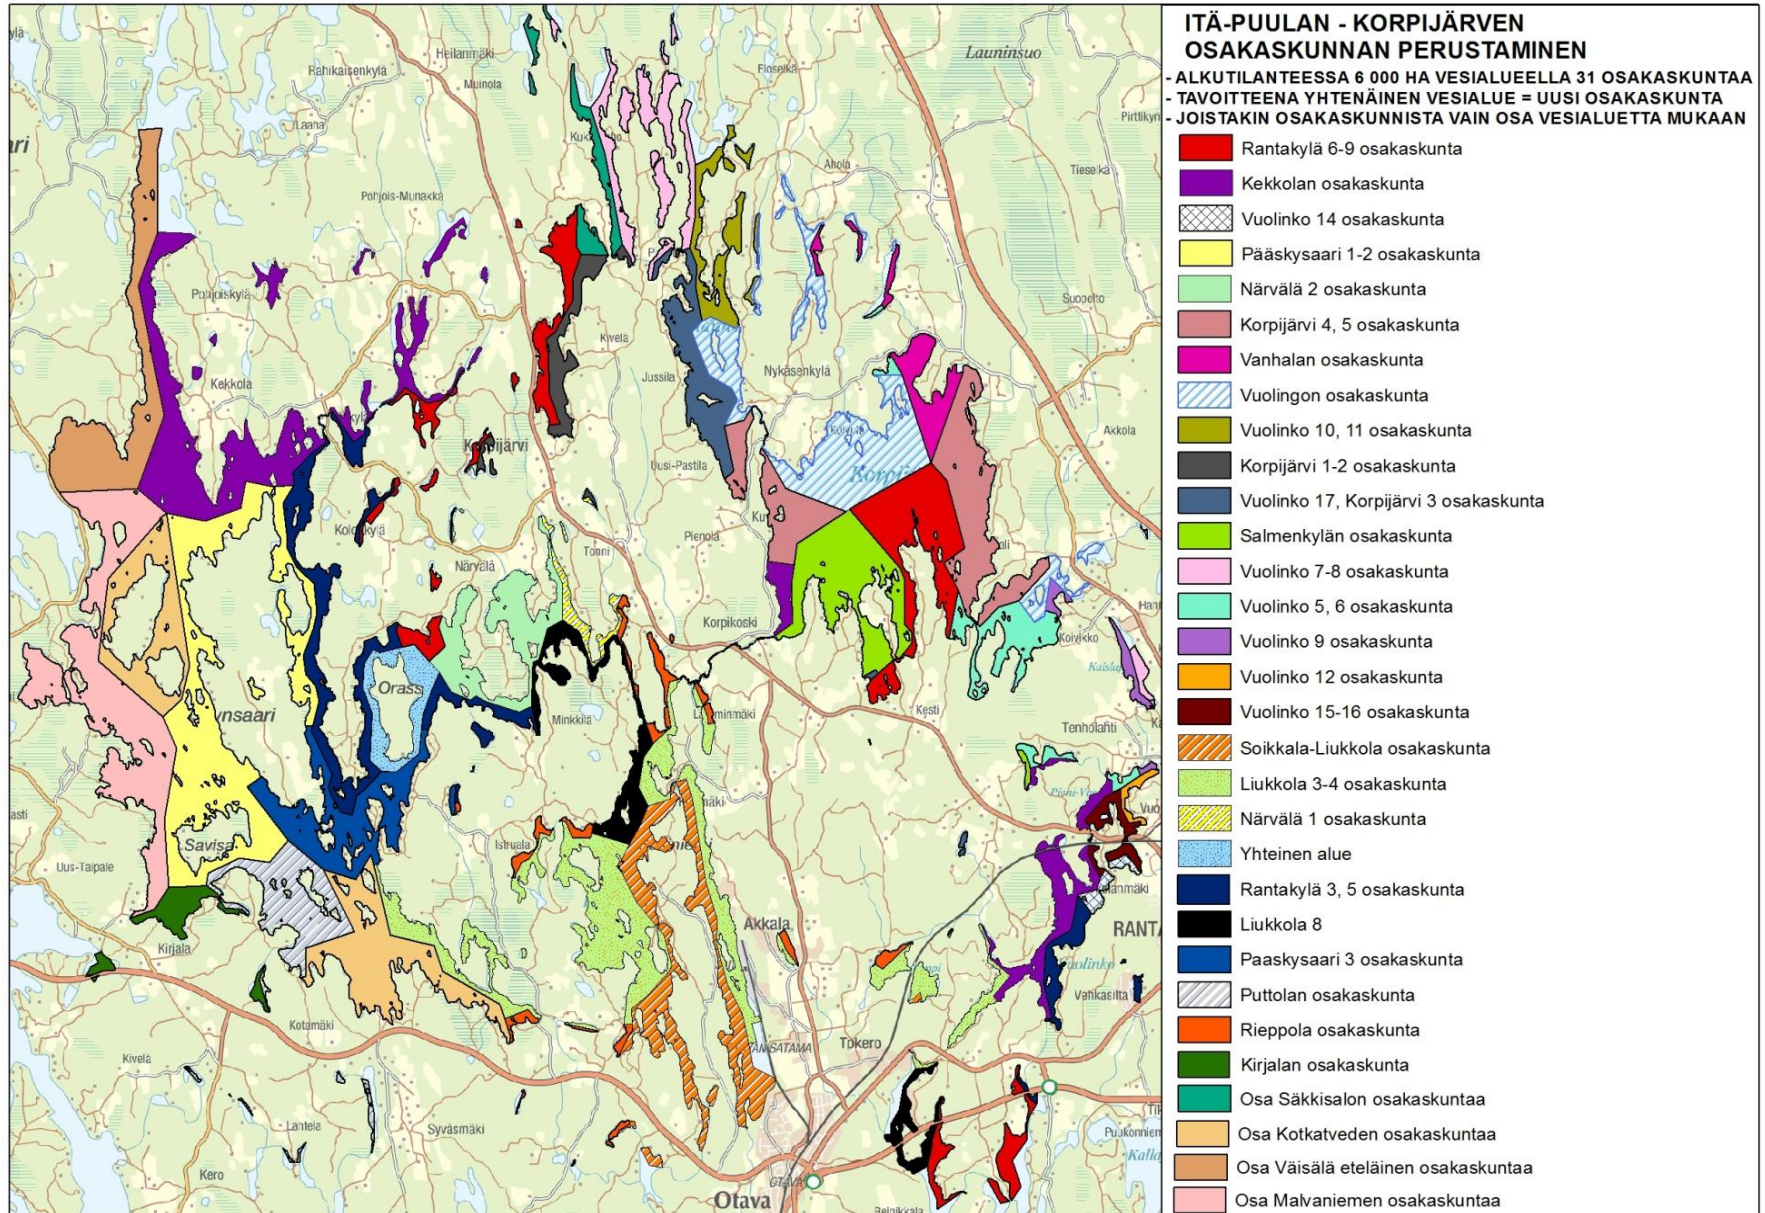 ITÄ-PUULAN - KORPIJÄRVEN
OSAKASKUNNAN PERUSTAMINEN
- ALKUTILANTEESSA 6 000 HA VESIALUEELLA 31 OSAKASKUNTAA
- TAVOITTEENA YHTENÄINEN VESIALUE = UUSI OSAKASKUNTA
- JOISTAKIN OSAKASKUNNISTA VAIN OSA VESIALUETTA MUKAAN
Rantakylä 6-9 osakaskunta
Kekkolan osakaskunta
Vuolinko 14 osakaskunta
Pääskysaari 1-2 osakaskunta
Närvälä 2 osakaskunta
Korpijärvi 4, 5 osakaskunta
Vanhalan osakaskunta
Vuolingon osakaskunta
Vuolinko 10, 11 osakaskunta
Korpijärvi 1-2 osakaskunta
Vuolinko 17, Korpijärvi 3 osakaskunta
Salmenkylän osakaskunta
Vuolinko 7-8 osakaskunta
Vuolinko 5, 6 osakaskunta
Vuolinko 9 osakaskunta
Vuolinko 12 osakaskunta
Vuolinko 15-16 osakaskunta
Soikkala-Liukkola osakaskunta
Liukkola 3-4 osakaskunta
Närvälä 1 osakaskunta
Yhteinen alue
Rantakylä 3, 5 osakaskunta
Liukkola 8
Paaskysaari 3 osakaskunta
Puttolan osakaskunta
Rieppola osakaskunta
Kirjalan osakaskunta
Osa Säkkisalon osakaskuntaa
Osa Kotkatveden osakaskuntaa
Osa Väisälä eteläinen osakaskuntaa
Osa Malvaniemen osakaskuntaa
Heilanmäki
Rahikaisenkylä
Muinola
Laaha
Floselkä
Launinsuo
Ahola
Tieselkä
Pohjois-Munakka
Pohjoiskylä
Kekkola
Suopelto
Kivelä
Jussila
Nykäsenkylä
Akkola
Uusi-Pastila
Pienola
Tonni
Närvälä
Korpikoski
Koivikko
Orass
Minkkilä
Kesti
Tenholahti
Savisa
Uus-Taipale
Istruala
Akkala
Kirjala
Vehkasilta
Kotamäki
Kivelä
Tokero
Lantela
Syväsmäki
Kero
Otava
OTAVA